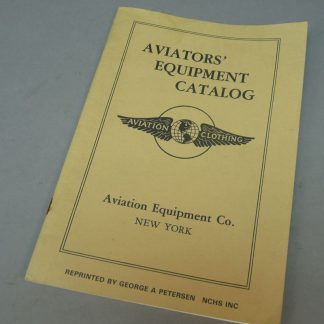 AVIATORS'
EQUIPMENT
CATALOG
AVIATION CLOTHING
Aviation Equipment Co.
NEW YORK
REPRINTED BY GEORGE A PETERSEN NCHS INC